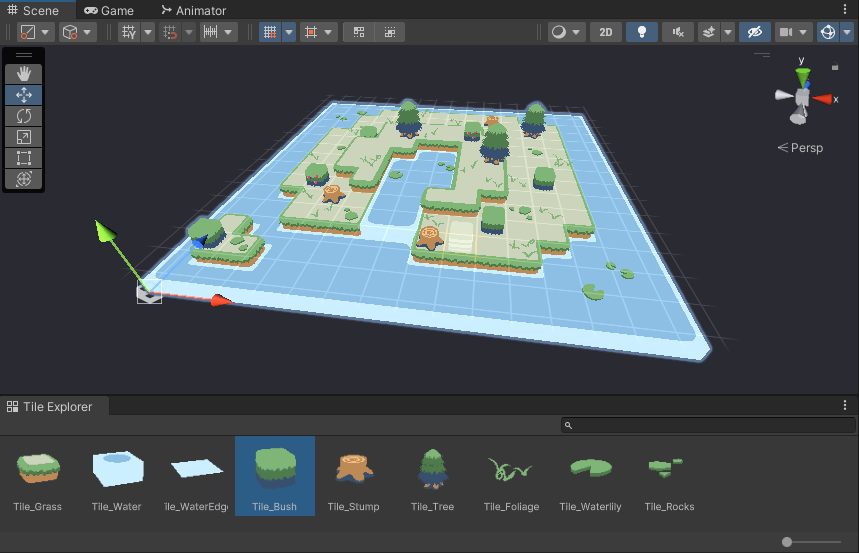 Scene Game Animator
2D
y
x
Persp
Tile Explorer
Tile_Grass Tile_Water Tile_WaterEdge Tile_Bush Tile_Stump Tile_Tree Tile_Foliage Tile_Waterlily Tile_Rocks